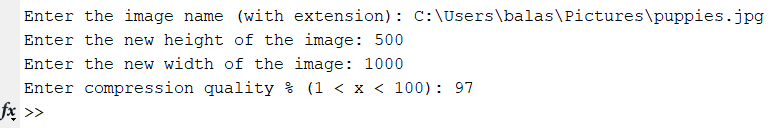 Enter the image name (with extension): C:\Users\balas\Pictures\puppies.jpg
Enter the new height of the image: 500
Enter the new width of the image: 1000
Enter compression quality % (1 < x < 100): 97
fx >>